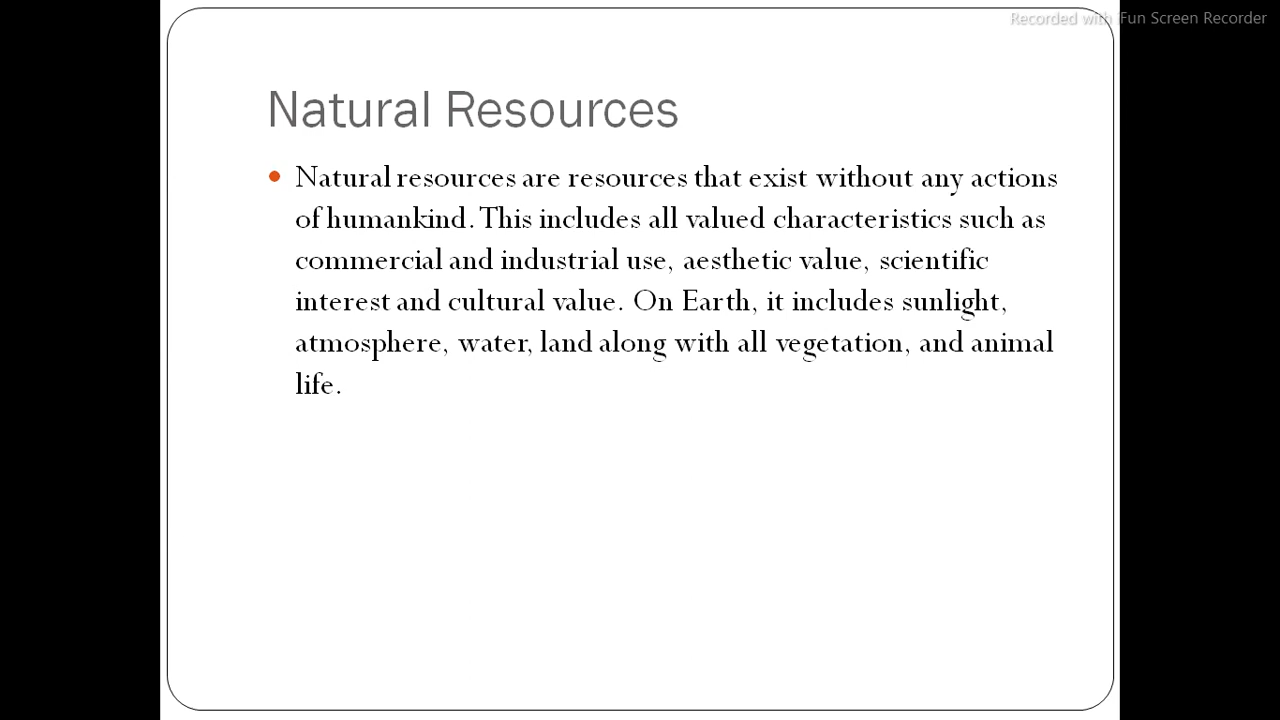 Recorded with iFun Screen Recorder
Natural Resources
Natural resources are resources that exist without any actions
of humankind. This includes all valued characteristics such as
commercial and industrial use, aesthetic value, scientific
interest and cultural value. On Earth, it includes sunlight,
atmosphere, water, land along with all vegetation, and animal
life.